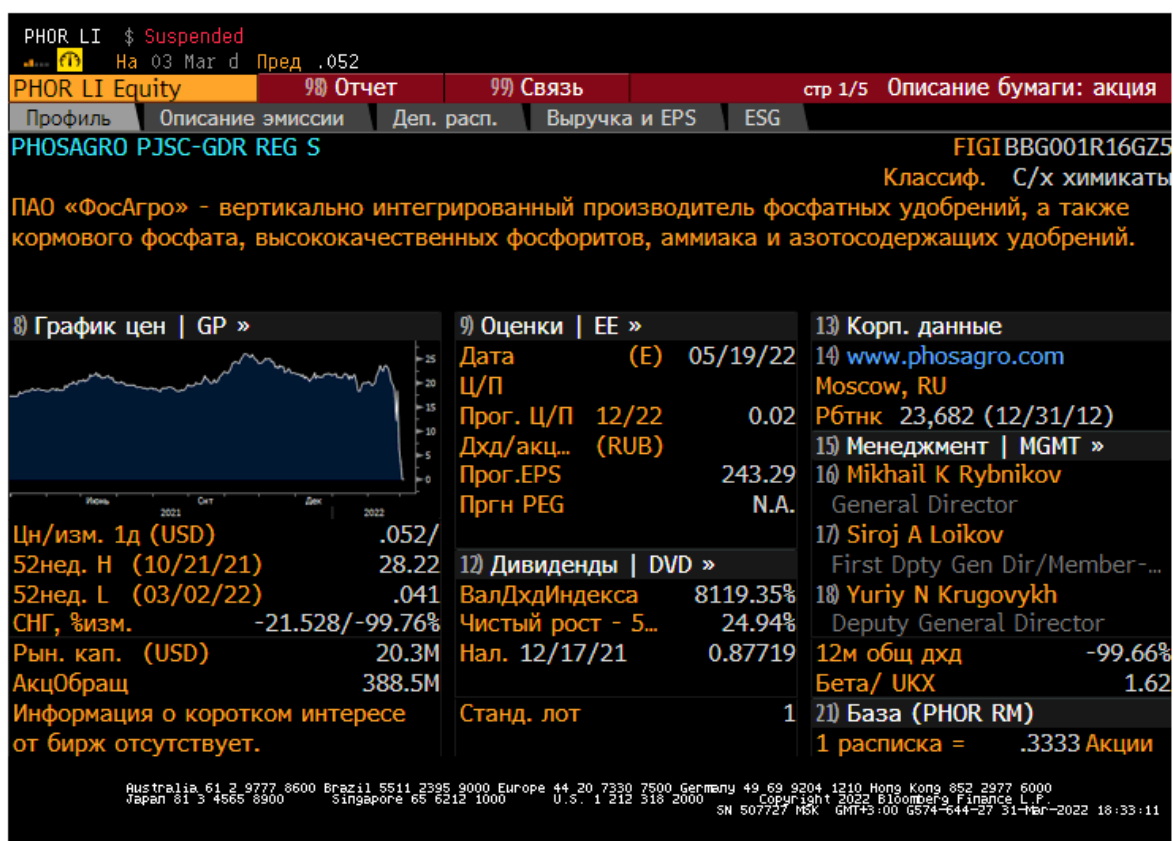 PHOR LI $ Suspended
На 03 Mar d Пред .052
PHOR LI Equity 98) Отчет 99) Связь стр 1/5 Описание бумаги: акция
Профиль Описание эмиссии Деп. расп. Выручка и EPS ESG
PHOSAGRO PJSC-GDR REG S FIGI BBG001R16GZ5
Классиф. С/х химикаты
ПАО «ФосАгро» - вертикально интегрированный производитель фосфатных удобрений, а также
кормового фосфата, высококачественных фосфоритов, аммиака и азотосодержащих удобрений.
8) График цен | GP »
25
20
15
10
5
0
Июнь Снт Дек
2021 2022
Цн/изм. 1д (USD) .052/
52нед. H (10/21/21) 28.22
52нед. L (03/02/22) .041
СНГ, %изм. -21.528/-99.76%
Рын. кап. (USD) 20.3M
АкцОбращ 388.5M
Информация о коротком интересе
от бирж отсутствует.
9) Оценки | EE »
Дата (E) 05/19/22
Ц/П
Прог. Ц/П 12/22 0.02
Дхд/акц... (RUB)
Прог.EPS 243.29
Пргн PEG N.A.
12) Дивиденды | DVD »
ВалДхдИндекса 8119.35%
Чистый рост - 5... 24.94%
Нал. 12/17/21 0.87719
Станд. лот 1
13) Корп. данные
14) www.phosagro.com
Moscow, RU
Рбтнк 23,682 (12/31/12)
15) Менеджмент | MGMT »
16) Mikhail K Rybnikov
General Director
17) Siroj A Loikov
First Dpty Gen Dir/Member-...
18) Yuriy N Krugovykh
Deputy General Director
12м общ дхд -99.66%
Бета/ UKX 1.62
21) База (PHOR RM)
1 расписка = .3333 Акции
Australia 61 2 9777 8600 Brazil 5511 2395 9000 Europe 44 20 7330 7500 Germany 49 69 9204 1210 Hong Kong 852 2977 6000
Japan 81 3 4565 8900 Singapore 65 6212 1000 U.S. 1 212 318 2000 Copyright 2022 Bloomberg Finance L.P.
SN 507727 MSK GMT+3:00 G574-644-27 31-Mar-2022 18:33:11